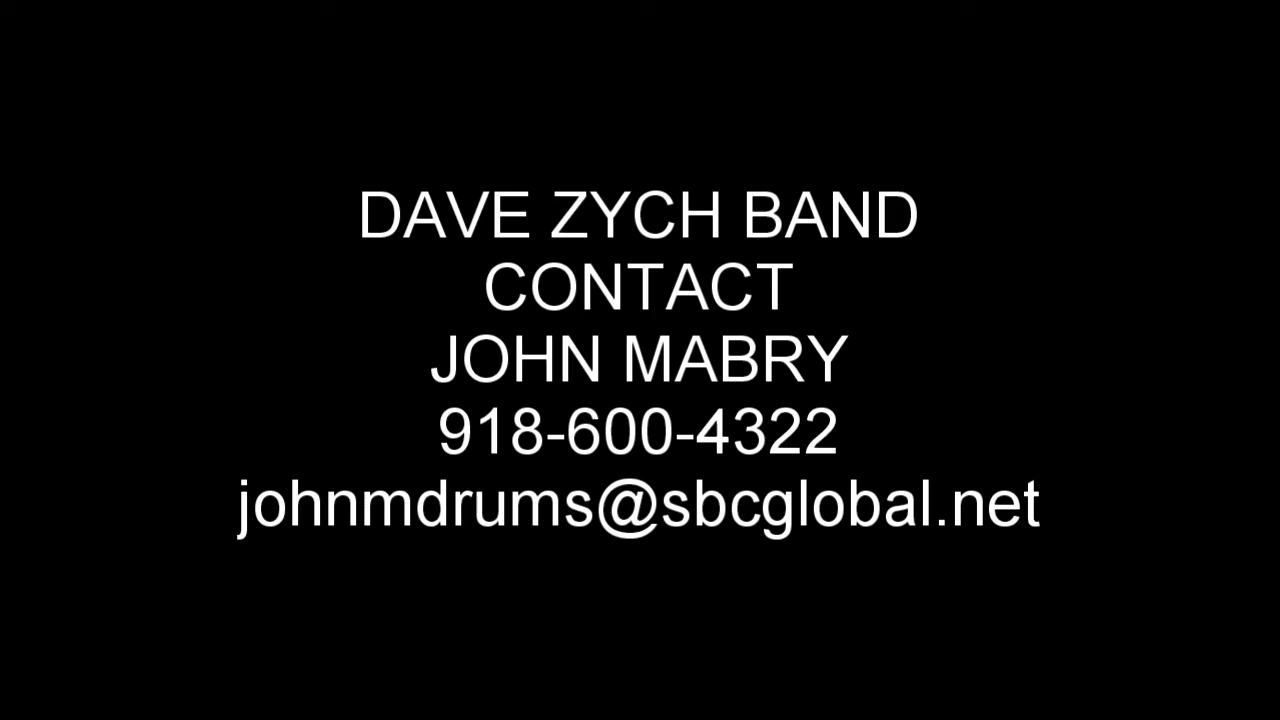 DAVE ZYCH BAND
CONTACT
JOHN MABRY
918-600-4322
johnmdrums@sbcglobal.net